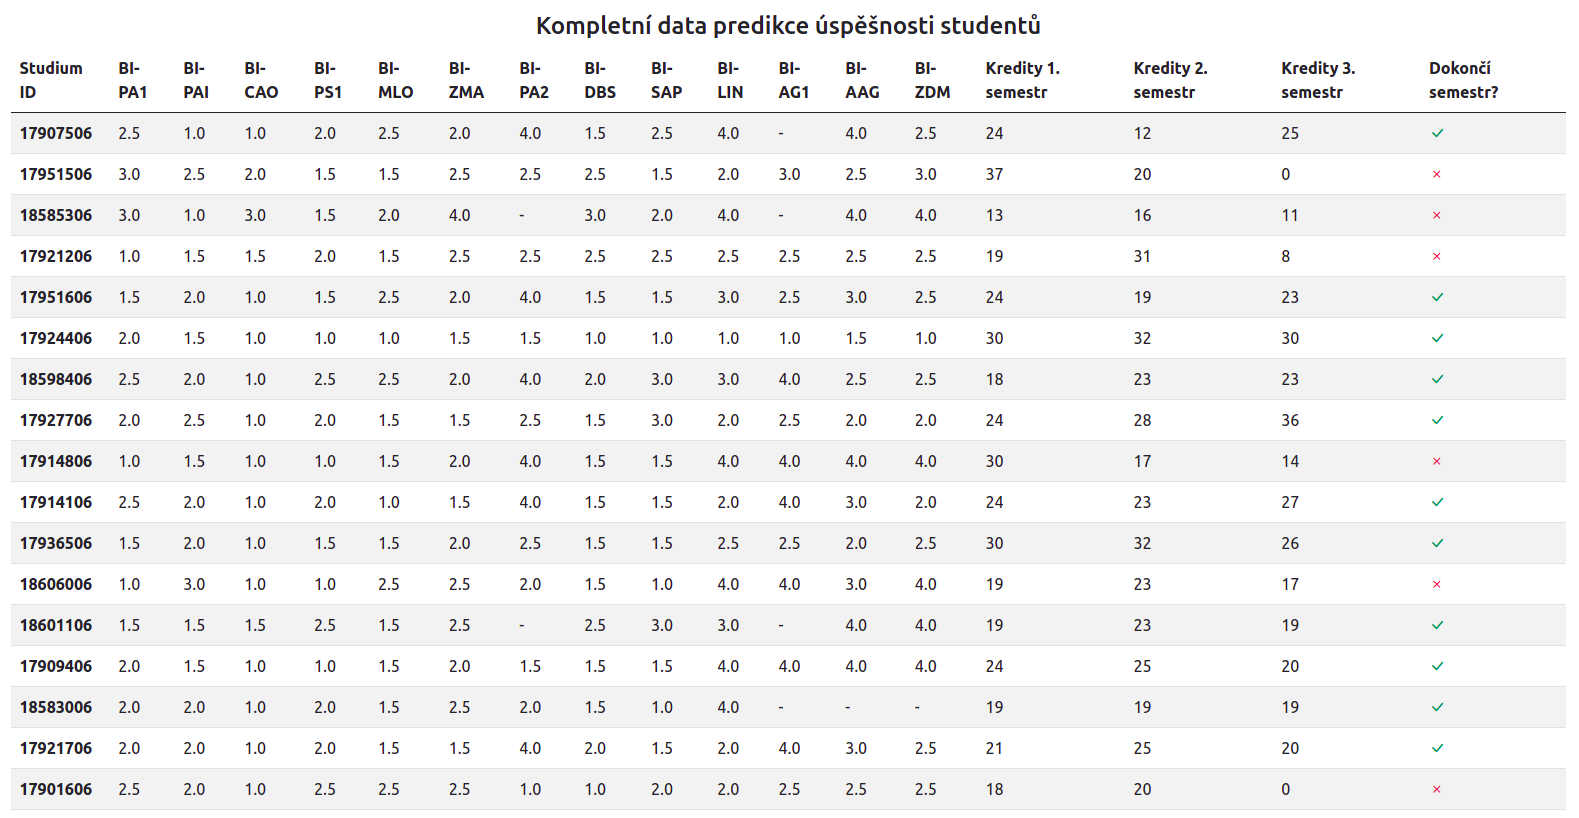 Kompletní data predikce úspěšnosti studentů
Studium ID BI-PA1 BI-PAI BI-CAO BI-PS1 BI-MLO BI-ZMA BI-PA2 BI-DBS BI-SAP BI-LIN BI-AG1 BI-AAG BI-ZDM Kredity 1. semestr Kredity 2. semestr Kredity 3. semestr Dokončí semestr?
17907506 2.5 1.0 1.0 2.0 2.5 2.0 4.0 1.5 2.5 4.0 - 4.0 2.5 24 12 25 ✓
17951506 3.0 2.5 2.0 1.5 1.5 2.5 2.5 2.5 1.5 2.0 3.0 2.5 3.0 37 20 0 ×
18585306 3.0 1.0 3.0 1.5 2.0 4.0 - 3.0 2.0 4.0 - 4.0 4.0 13 16 11 ×
17921206 1.0 1.5 1.5 2.0 1.5 2.5 2.5 2.5 2.5 2.5 2.5 2.5 2.5 19 31 8 ×
17951606 1.5 2.0 1.0 1.5 2.5 2.0 4.0 1.5 1.5 3.0 2.5 3.0 2.5 24 19 23 ✓
17924406 2.0 1.5 1.0 1.0 1.0 1.5 1.5 1.0 1.0 1.0 1.0 1.5 1.0 30 32 30 ✓
18598406 2.5 2.0 1.0 2.5 2.5 2.0 4.0 2.0 3.0 3.0 4.0 2.5 2.5 18 23 23 ✓
17927706 2.0 2.5 1.0 2.0 1.5 1.5 2.5 1.5 3.0 2.0 2.5 2.0 2.0 24 28 36 ✓
17914806 1.0 1.5 1.0 1.0 1.5 2.0 4.0 1.5 1.5 4.0 4.0 4.0 4.0 30 17 14 ×
17914106 2.5 2.0 1.0 2.0 1.0 1.5 4.0 1.5 1.5 2.0 4.0 3.0 2.0 24 23 27 ✓
17936506 1.5 2.0 1.0 1.5 1.5 2.0 2.5 1.5 1.5 2.5 2.5 2.0 2.5 30 32 26 ✓
18606006 1.0 3.0 1.0 1.0 2.5 2.5 2.0 1.5 1.0 4.0 4.0 3.0 4.0 19 23 17 ×
18601106 1.5 1.5 1.5 2.5 1.5 2.5 - 2.5 3.0 3.0 - 4.0 4.0 19 23 19 ✓
17909406 2.0 1.5 1.0 1.0 1.5 2.0 1.5 1.5 1.5 4.0 4.0 4.0 4.0 24 25 20 ✓
18583006 2.0 2.0 1.0 2.0 1.5 2.5 2.0 1.5 1.0 4.0 - - - 19 19 19 ✓
17921706 2.0 2.0 1.0 2.0 1.5 1.5 4.0 2.0 1.5 2.0 4.0 3.0 2.5 21 25 20 ✓
17901606 2.5 2.0 1.0 2.5 2.5 2.5 1.0 1.0 2.0 2.0 2.5 2.5 2.5 18 20 0 ×